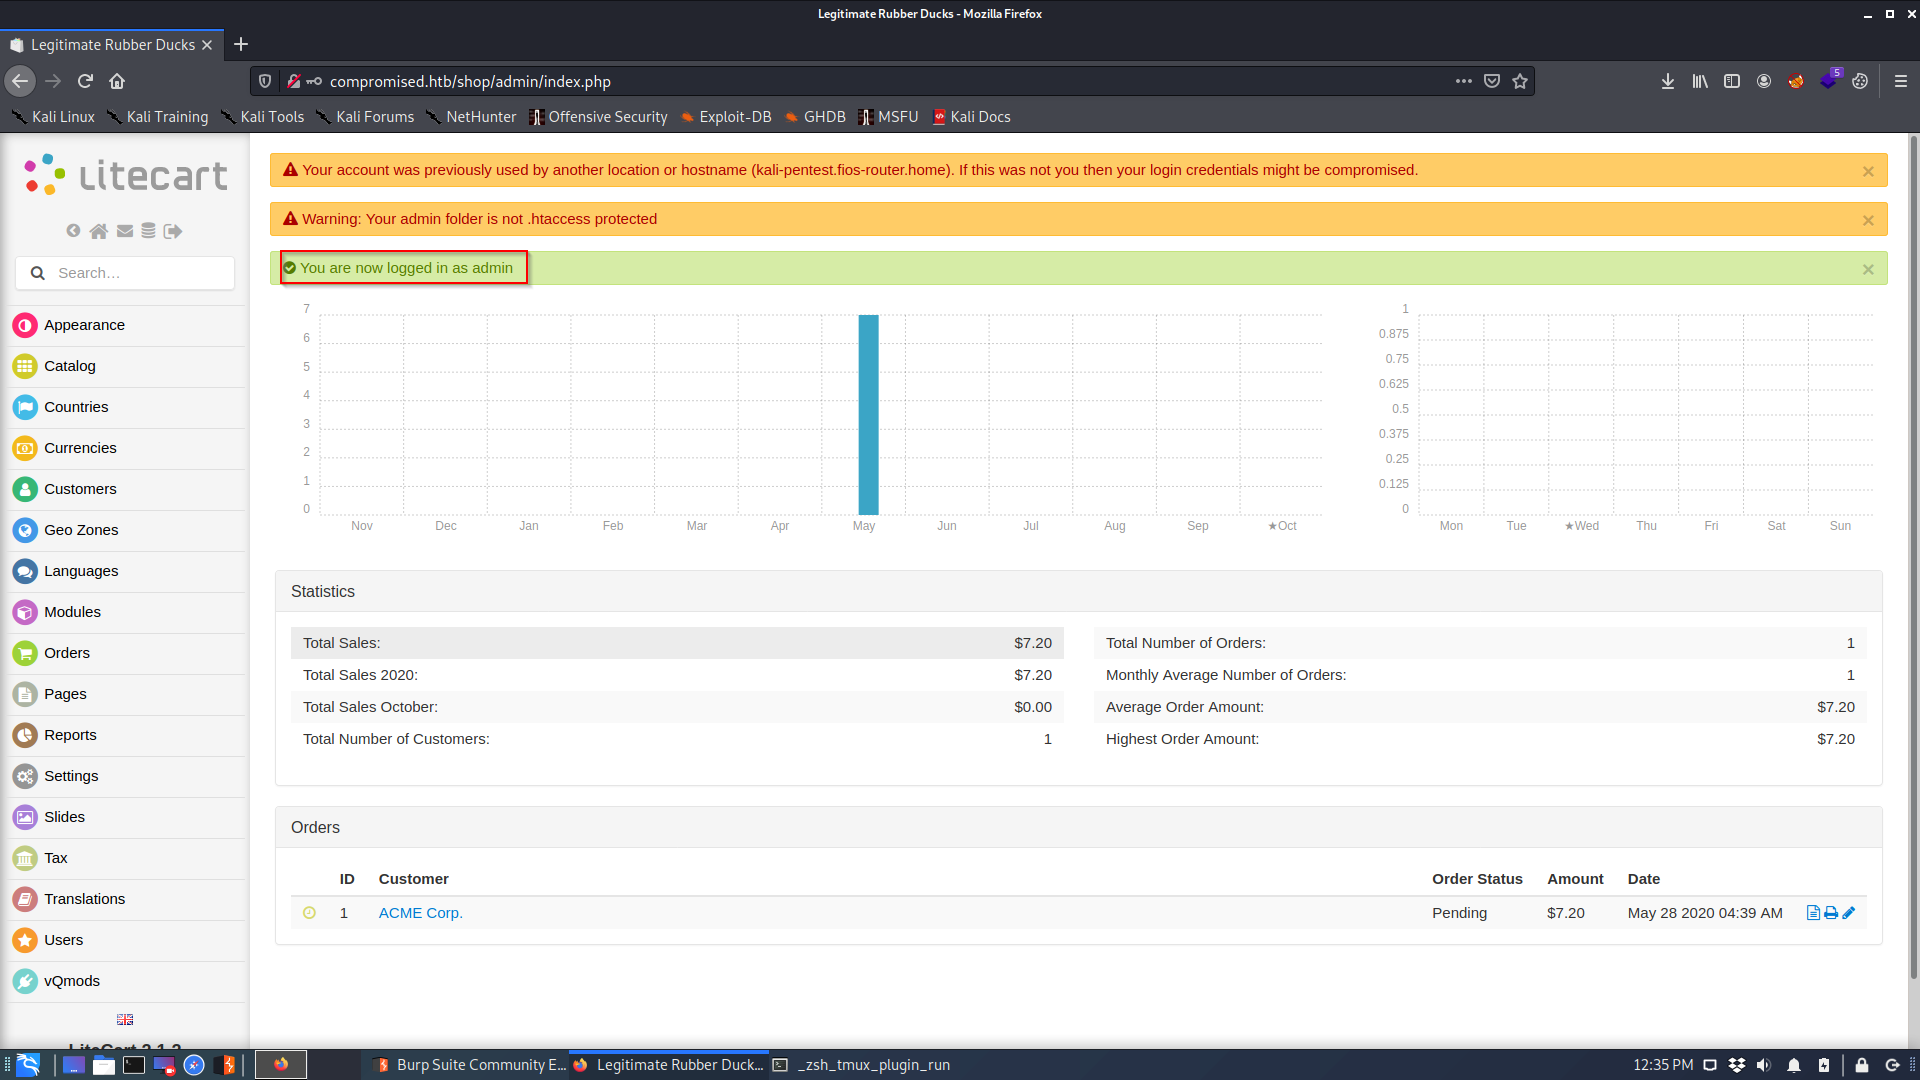 Legitimate Rubber Ducks - Mozilla Firefox
Legitimate Rubber Ducks
compromised.htb/shop/admin/index.php
5
Kali Linux Kali Training Kali Tools Kali Forums NetHunter Offensive Security Exploit-DB GHDB MSFU Kali Docs
litecart
Search...
Appearance
Catalog
Countries
Currencies
Customers
Geo Zones
Languages
Modules
Orders
Pages
Reports
Settings
Slides
Tax
Translations
Users
vQmods
LiteCart 2.1.2
Your account was previously used by another location or hostname (kali-pentest.fios-router.home). If this was not you then your login credentials might be compromised.
Warning: Your admin folder is not .htaccess protected
You are now logged in as admin
7
6
5
4
3
2
1
0
Nov Dec Jan Feb Mar Apr May Jun Jul Aug Sep ★Oct
1
0.875
0.75
0.625
0.5
0.375
0.25
0.125
0
Mon Tue ★Wed Thu Fri Sat Sun
Statistics
Total Sales: $7.20
Total Sales 2020: $7.20
Total Sales October: $0.00
Total Number of Customers: 1
Total Number of Orders: 1
Monthly Average Number of Orders: 1
Average Order Amount: $7.20
Highest Order Amount: $7.20
Orders
ID Customer Order Status Amount Date
1 ACME Corp. Pending $7.20 May 28 2020 04:39 AM
Burp Suite Community E... Legitimate Rubber Duck... _zsh_tmux_plugin_run 12:35 PM